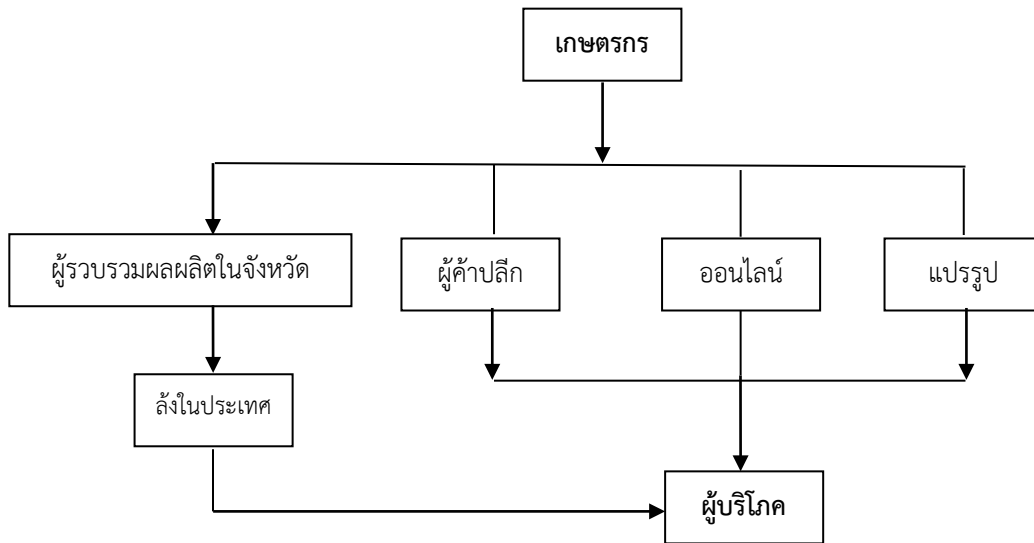 เกษตรกร
ผู้รวบรวมผลผลิตในจังหวัด
ผู้ค้าปลีก
ออนไลน์
แปรรูป
ล้งในประเทศ
ผู้บริโภค